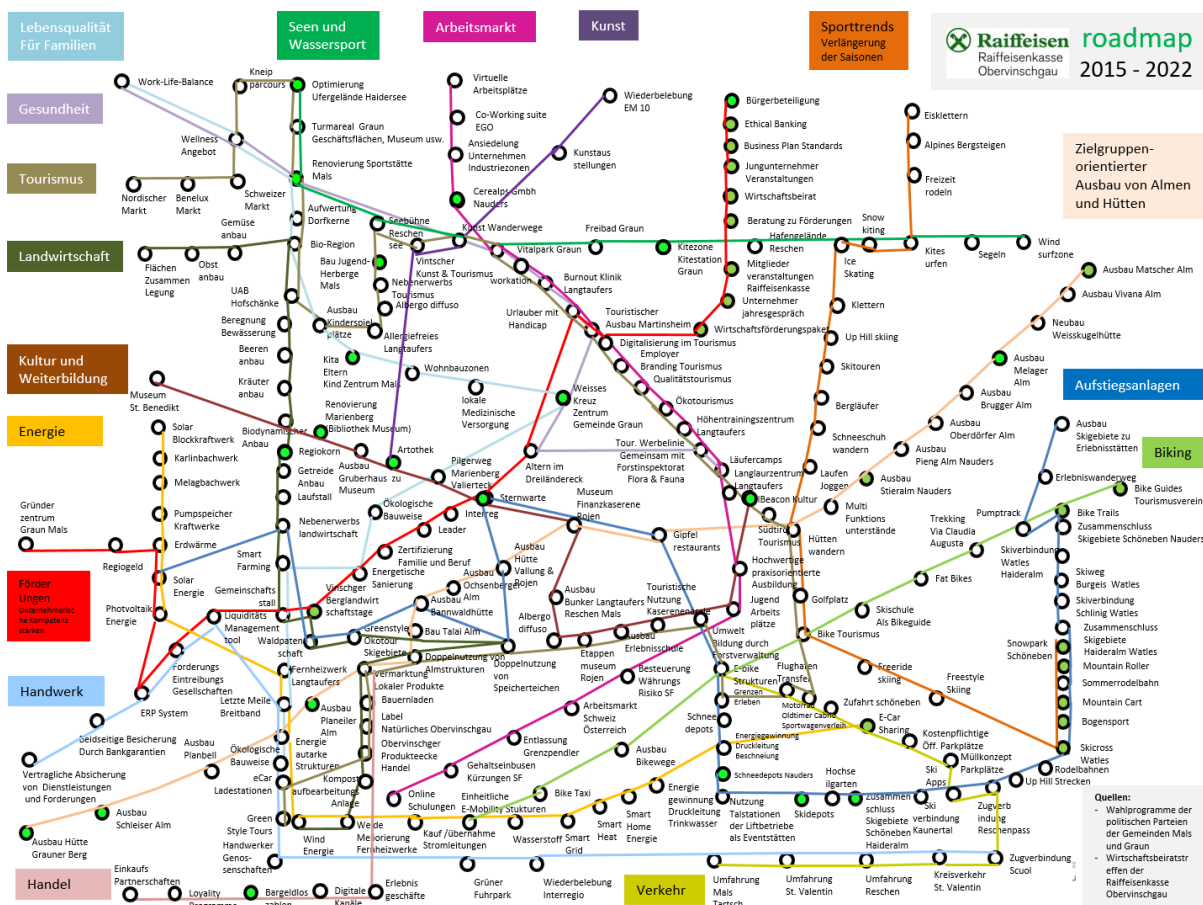 Lebensqualität
Für Familien
Seen und
Wassersport
Arbeitsmarkt
Kunst
Sporttrends
Verlängerung
der Saisonen
Raiffeisen
Raiffeisenkasse
Obervinschgau
roadmap
2015 - 2022
Gesundheit
Tourismus
Landwirtschaft
Kultur und
Weiterbildung
Energie
Förder
Ungen
Unternehmerisc
he Kompetenz
stärken
Handwerk
Handel
Verkehr
Zielgruppen-
orientierter
Ausbau von Almen
und Hütten
Aufstiegsanlagen
Biking
Work-Life-Balance
Kneip
parcours
Optimierung
Ufergelände Haidersee
Turmareal Graun
Geschäftsflächen, Museum usw.
Wellness
Angebot
Renovierung Sportstätte
Mals
Nordischer
Markt
Benelux
Markt
Schweizer
Markt
Aufwertung
Dorfkerne
Gemüse
anbau
Obst
anbau
Flächen
Zusammen
Legung
Bio-Region
Bau Jugend-
Herberge
Mals
Seebühne
Reschen
see
Vintscher
Kunst & Tourismus
Nebenerwerbs
Tourismus
Albergo diffuso
UAB
Hofschänke
Ausbau
Kinderspiel
plätze
Allergiefreies
Langtaufers
Beregnung
Bewässerung
Beeren
anbau
Kita
Eltern
Kind Zentrum Mals
Wohnbauzonen
lokale
Medizinische
Versorgung
Weisses
Kreuz
Zentrum
Gemeinde Graun
Kräuter
anbau
Museum
St. Benedikt
Renovierung
Marienberg
(Bibliothek Museum)
Biodynamischer
Anbau
Regiokorn
Ausbau
Gruberhaus zu
Museum
Artothek
Getreide
Anbau
Laufstall
Nebenerwerbs
landwirtschaft
Smart
Farming
Gemeinschafts
stall
Waldpaten
schaft
Virtuelle
Arbeitsplätze
Co-Working suite
EGO
Ansiedelung
Unternehmen
Industriezonen
Cerealps Gmbh
Nauders
Wiederbelebung
EM 10
Kunstaus
stellungen
Kunst Wanderwege
Vitalpark Graun
workation
Burnout Klinik
Langtaufers
Urlauber mit
Handicap
Touristischer
Ausbau Martinsheim
Digitalisierung im Tourismus
Employer
Branding Tourismus
Qualitätstourismus
Ökotourismus
Höhentrainingszentrum
Langtaufers
Tour. Werbelinie
Gemeinsam mit
Forstinspektorat
Flora & Fauna
Läufercamps
Langlaurzentrum
Langtaufers
IBeacon Kultur
Südtirol
Tourismus
Hütten
wandern
Bürgerbeteiligung
Ethical Banking
Business Plan Standards
Jungunternehmer
Veranstaltungen
Wirtschaftsbeirat
Beratung zu Förderungen
Freibad Graun
Kitezone
Kitestation
Graun
Hafengelände
Reschen
Mitglieder
veranstaltungen
Raiffeisenkasse
Unternehmer
jahresgespräch
Wirtschaftsförderungspaket
Eisklettern
Alpines Bergsteigen
Freizeit
rodeln
Snow
kiting
Ice
Skating
Kites
urfen
Segeln
Wind
surfzone
Klettern
Up Hill skiing
Skitouren
Bergläufer
Schneeschuh
wandern
Laufen
Joggen
Ausbau Matscher Alm
Ausbau Vivana Alm
Neubau
Weisskugelhütte
Ausbau
Melager
Alm
Ausbau
Brugger Alm
Ausbau
Oberdörfer Alm
Ausbau
Pieng Alm Nauders
Ausbau
Stieralm Nauders
Multi
Funktions
unterstände
Ausbau
Skigebiete zu
Erlebnisstätten
Erlebniswanderweg
Bike Guides
Tourismusverein
Pumptrack
Bike Trails
Zusammenschluss
Skigebiete Schöneben Nauders
Trekking
Via Claudia
Augusta
Skiverbindung
Watles
Haideralm
Skiweg
Burgeis Watles
Skiverbindung
Schlinig Watles
Zusammenschluss
Skigebiete
Haideralm Watles
Fat Bikes
Skischule
Als Bikeguide
Snowpark
Schöneben
Mountain Roller
Sommerrodelbahn
Mountain Cart
Bogensport
Skicross
Watles
Rodelbahnen
Up Hill Strecken
Solar
Blockkraftwerk
Karlinbachwerk
Melagbachwerk
Pumpspeicher
Kraftwerke
Erdwärme
Solar
Energie
Photovoltaik
Energie
Gründer
zentrum
Graun Mals
Regiogeld
Liquiditäts
Management
tool
Forderungs
Eintreibungs
Gesellschaften
ERP System
Beidseitige Besicherung
Durch Bankgarantien
Vertragliche Absicherung
von Dienstleistungen
und Forderungen
Pilgerweg
Marienberg
Valierteck
Ökologische
Bauweise
Sternwarte
Interreg
Leader
Altern im
Dreiländereck
Museum
Finanzkaserene
Rojen
Zertifizierung
Familie und Beruf
Energetische
Sanierung
Vinschger
Berglandwirt
schaftstage
Ausbau
Ochsenberger
Alm
Ausbau
Hütte
Vallung &
Rojen
Gipfel
restaurants
Ausbau
Bannwaldhütte
Greenstyle
Ökotour
Skigebiete
Bau Talai Alm
Albergo
diffuso
Ausbau
Bunker Langtaufers
Reschen Mals
Touristische
Nutzung
Kaserenenareale
Hochwertige
praxisorientierte
Ausbildung
Jugend
Arbeits
plätze
Golfplatz
Bike Tourismus
Doppelnutzung von
Almstrukturen
Doppelnutzung
von
Speicherteichen
Etappen
museum
Rojen
Ausbau
Erlebnisschule
Umwelt
Bildung durch
Forstverwaltung
Fernheizwerk
Langtaufers
Vermarktung
Lokaler Produkte
Bauernladen
Letzte Meile
Breitband
Ausbau
Planeiler
Alm
Label
Natürliches Obervinschgau
Obervinschger
Produkteecke
Handel
Ausbau
Planbell
Ökologische
Bauweise
Energie
autarke
Strukturen
eCar
Ladestationen
Kompost
aufbearbeitungs
Anlage
Ausbau
Schleiser Alm
Ausbau Hütte
Grauner Berg
Green
Style Tours
Handwerker
Genos-
senschaften
Wind
Energie
Weide
Meliorierung
Fernheizwerke
Kauf /übernahme
Stromleitungen
Besteuerung
Währungs
Risiko SF
Arbeitsmarkt
Schweiz
Österreich
Entlassung
Grenzpendler
Gehaltseinbusen
Kürzungen SF
Online
Schulungen
Einheitliche
E-Mobility Stukturen
Ausbau
Bikewege
Bike Taxi
Wasserstoff
Smart
Grid
Smart
Heat
Smart
Home
Energie
Energie
gewinnung
Druckleitung
Trinkwasser
E-bike
Strukturen
Grenzen
Erleben
Schnee
depots
Energiegewinnung
Druckleitung
Beschneiung
Schneedepots Nauders
Flughafen
Transfer
Motorrad
Oldtimer Cabrio
Sportwagenverleih
Zufahrt schöneben
Freeride
skiing
Freestyle
Skiing
E-Car
Sharing
Kostenpflichtige
Öff. Parkplätze
Müllkonzept
Parkplätze
Nutzung
Talstationen
der Liftbetriebe
als Eventstätten
Skidepots
Hochse
ilgarten
Zusammen
schluss
Skigebiete
Schöneben
Haideralm
Ski
verbindung
Kaunertal
Ski
Apps
Zugverb
indung
Reschenpass
Zugverbindung
Scuol
Umfahrung
Mals
Tartsch
Umfahrung
St. Valentin
Umfahrung
Reschen
Kreisverkehr
St. Valentin
Einkaufs
Partnerschaften
Loyality
Programme
Bargeldlos
zahlen
Digitale
Kanäle
Erlebnis
geschäfte
Grüner
Fuhrpark
Wiederbelebung
Interregio
Quellen:
- Wahlprogramme der
politischen Parteien
der Gemeinden Mals
und Graun
- Wirtschaftsbeiratstr
effen der
Raiffeisenkasse
Obervinschgau